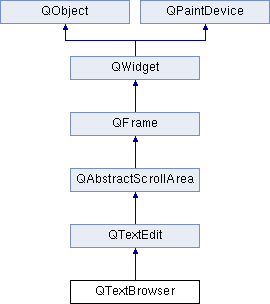 QObject
QPaintDevice
QWidget
QFrame
QAbstractScrollArea
QTextEdit
QTextBrowser